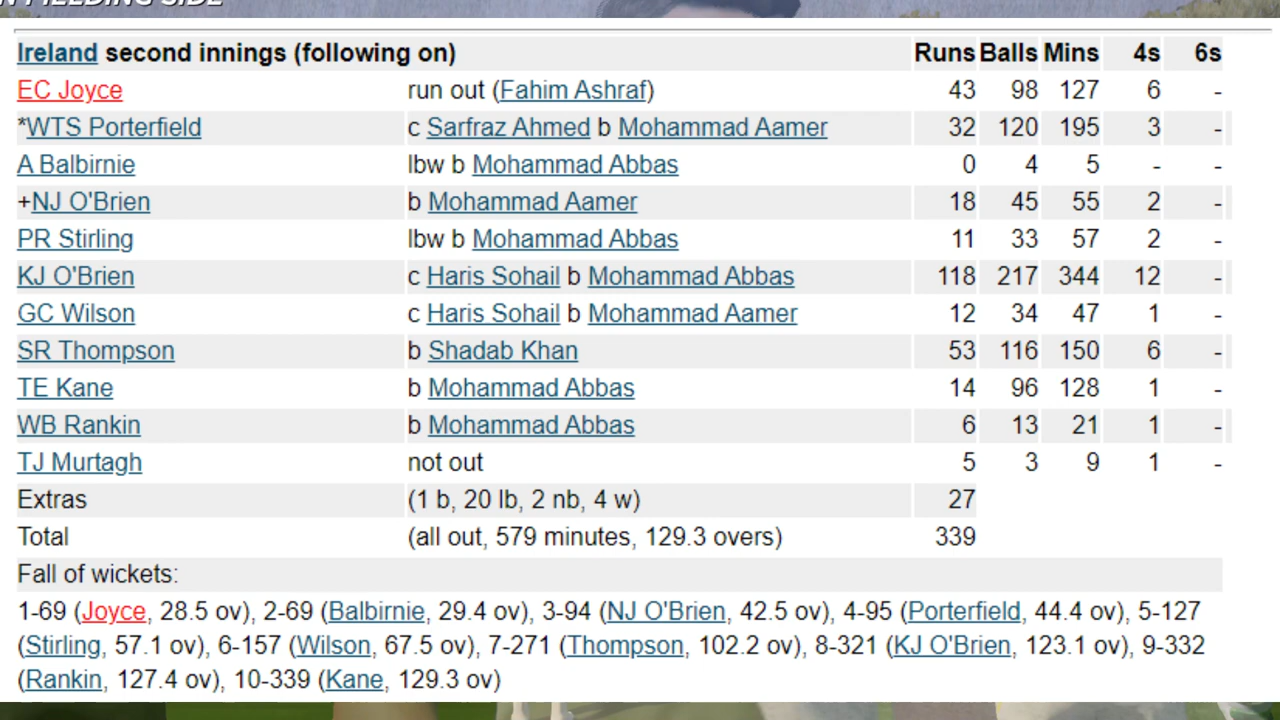 FIELDING SIDE
Ireland second innings (following on) Runs Balls Mins 4s 6s
EC Joyce run out (Fahim Ashraf) 43 98 127 6 -
*WTS Porterfield c Sarfraz Ahmed b Mohammad Aamer 32 120 195 3 -
A Balbirnie lbw b Mohammad Abbas 0 4 5 - -
+NJ O'Brien b Mohammad Aamer 18 45 55 2 -
PR Stirling lbw b Mohammad Abbas 11 33 57 2 -
KJ O'Brien c Haris Sohail b Mohammad Abbas 118 217 344 12 -
GC Wilson c Haris Sohail b Mohammad Aamer 12 34 47 1 -
SR Thompson b Shadab Khan 53 116 150 6 -
TE Kane b Mohammad Abbas 14 96 128 1 -
WB Rankin b Mohammad Abbas 6 13 21 1 -
TJ Murtagh not out 5 3 9 1 -
Extras (1 b, 20 lb, 2 nb, 4 w) 27
Total (all out, 579 minutes, 129.3 overs) 339
Fall of wickets:
1-69 (Joyce, 28.5 ov), 2-69 (Balbirnie, 29.4 ov), 3-94 (NJ O'Brien, 42.5 ov), 4-95 (Porterfield, 44.4 ov), 5-127
(Stirling, 57.1 ov), 6-157 (Wilson, 67.5 ov), 7-271 (Thompson, 102.2 ov), 8-321 (KJ O'Brien, 123.1 ov), 9-332
(Rankin, 127.4 ov), 10-339 (Kane, 129.3 ov)